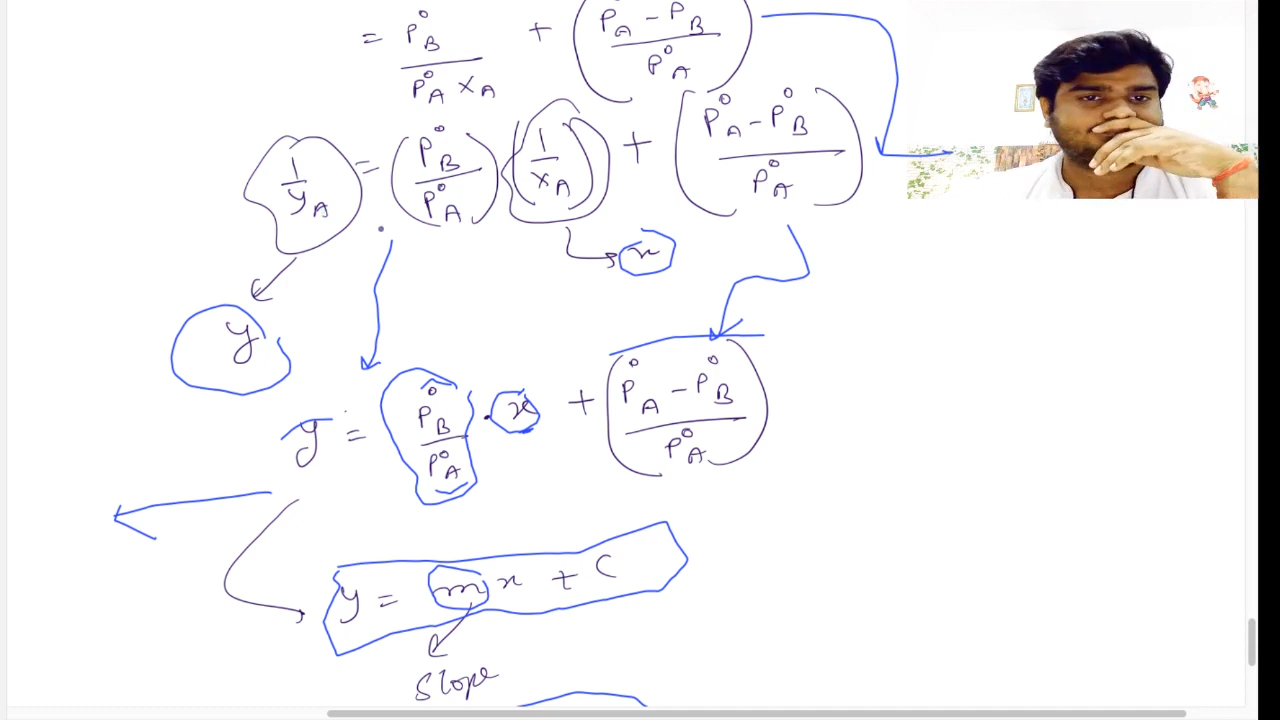 = P°B / P°A xA + (P°A − P°B / P°A)
1/yA = (P°B / P°A) (1/xA) + (P°A − P°B / P°A)
x
y
y = P°B / P°A . x + (P°A − P°B / P°A)
y = mx + C
Slope